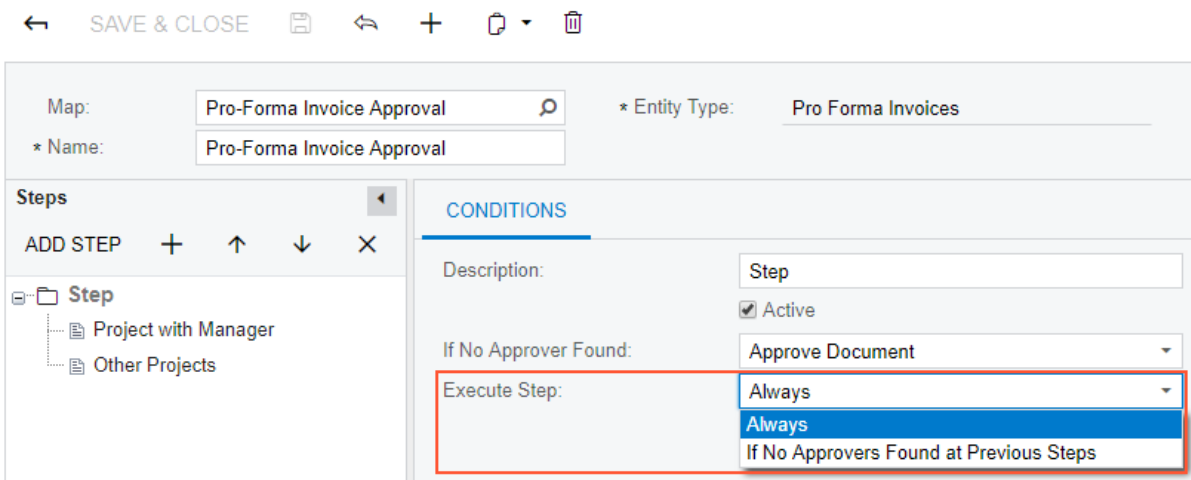 SAVE & CLOSE
Map: Pro-Forma Invoice Approval * Entity Type: Pro Forma Invoices
* Name: Pro-Forma Invoice Approval
Steps
ADD STEP
Step
Project with Manager
Other Projects
CONDITIONS
Description: Step
Active
If No Approver Found: Approve Document
Execute Step: Always
Always
If No Approvers Found at Previous Steps